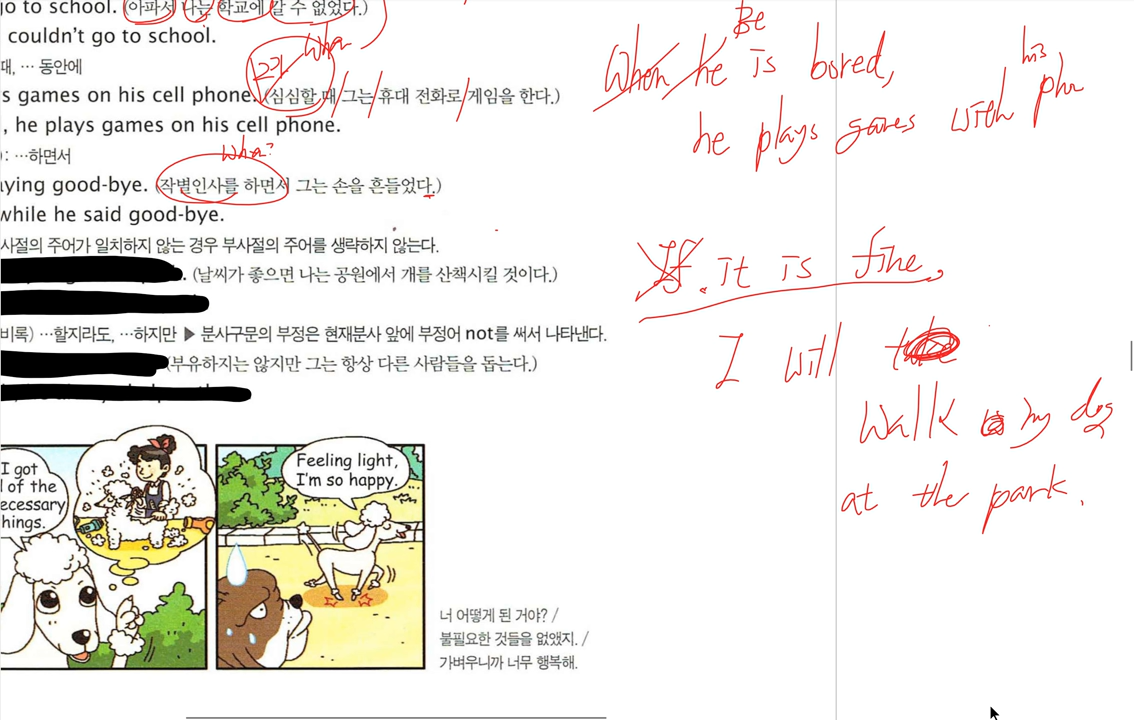 go to school. (아파서 나는 학교에 갈 수 없었다.)
couldn't go to school.
때, … 동안에
When
s games on his cell phone. (심심할 때/ 그는 휴대 전화로 게임을 한다.)
, he plays games on his cell phone.
: …하면서
When?
aying good-bye. (작별인사를 하면서 그는 손을 흔들었다.)
while he said good-bye.
사절의 주어가 일치하지 않는 경우 부사절의 주어를 생략하지 않는다.
. (날씨가 좋으면 나는 공원에서 개를 산책시킬 것이다.)
비록) …할지라도, …하지만 ▶ 분사구문의 부정은 현재분사 앞에 부정어 not를 써서 나타낸다.
(부유하지는 않지만 그는 항상 다른 사람들을 돕는다.)
I got
l of the
ecessary
hings.
Feeling light,
I'm so happy.
너 어떻게 된 거야? /
불필요한 것들을 없앴지. /
가벼우니까 너무 행복해.
Be
When he is bored,
his
he plays games with
If it is fine,
I will
walk my dog
at the park.